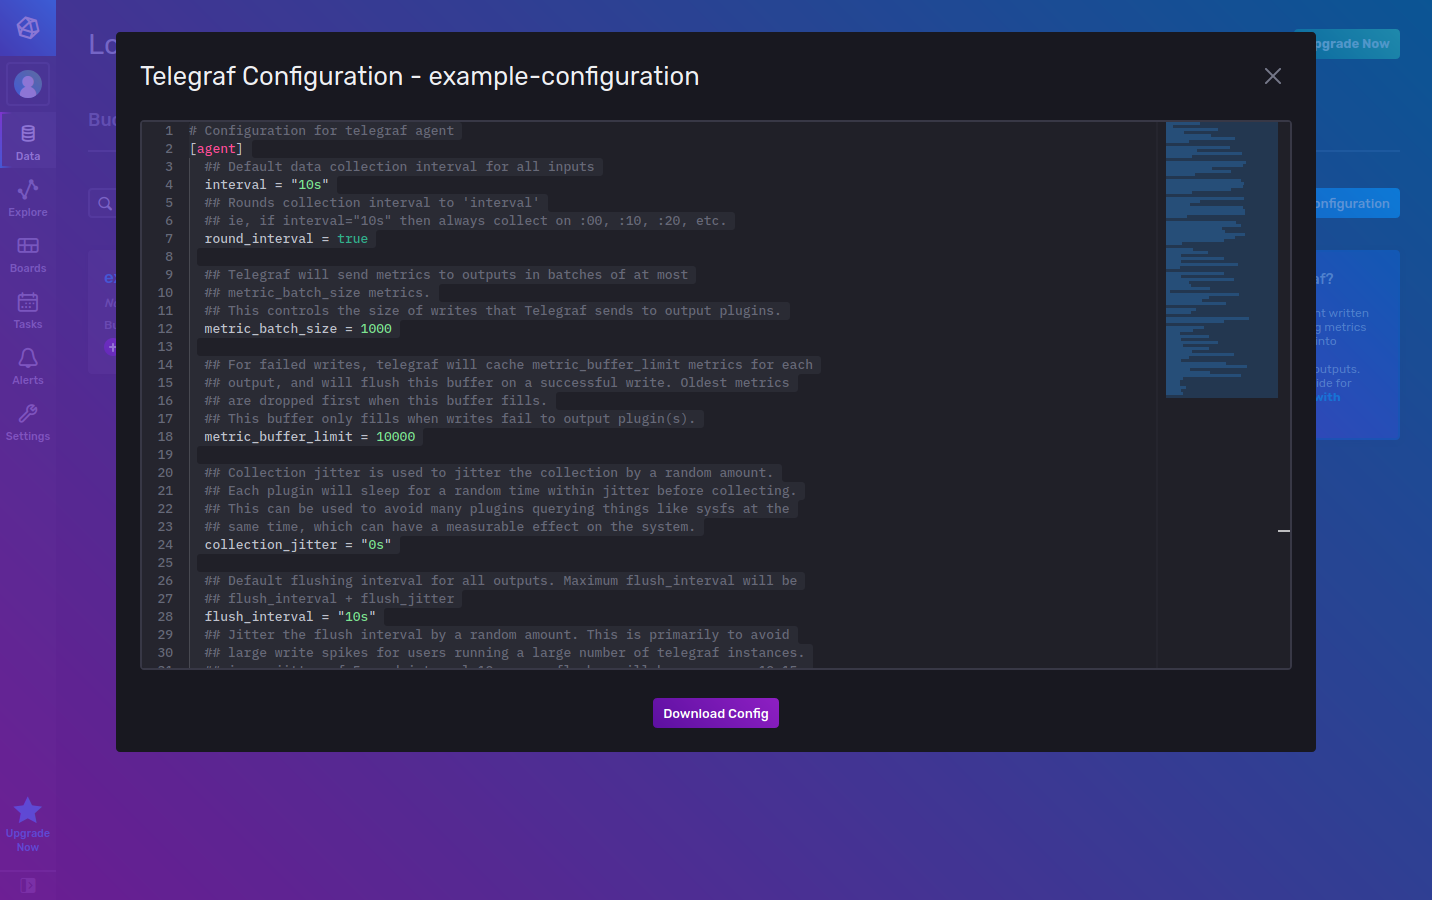 Lo
pgrade Now
Telegraf Configuration - example-configuration
Bu
Data
Explore
Boards
Tasks
Alerts
Settings
Upgrade
Now
1 # Configuration for telegraf agent
2 [agent]
3 ## Default data collection interval for all inputs
4 interval = "10s"
5 ## Rounds collection interval to 'interval'
6 ## ie, if interval="10s" then always collect on :00, :10, :20, etc.
7 round_interval = true
8
9 ## Telegraf will send metrics to outputs in batches of at most
10 ## metric_batch_size metrics.
11 ## This controls the size of writes that Telegraf sends to output plugins.
12 metric_batch_size = 1000
13
14 ## For failed writes, telegraf will cache metric_buffer_limit metrics for each
15 ## output, and will flush this buffer on a successful write. Oldest metrics
16 ## are dropped first when this buffer fills.
17 ## This buffer only fills when writes fail to output plugin(s).
18 metric_buffer_limit = 10000
19
20 ## Collection jitter is used to jitter the collection by a random amount.
21 ## Each plugin will sleep for a random time within jitter before collecting.
22 ## This can be used to avoid many plugins querying things like sysfs at the
23 ## same time, which can have a measurable effect on the system.
24 collection_jitter = "0s"
25
26 ## Default flushing interval for all outputs. Maximum flush_interval will be
27 ## flush_interval + flush_jitter
28 flush_interval = "10s"
29 ## Jitter the flush interval by a random amount. This is primarily to avoid
30 ## large write spikes for users running a large number of telegraf instances.
onfiguration
af?
nt written
g metrics
into
outputs.
ide for
with
Download Config